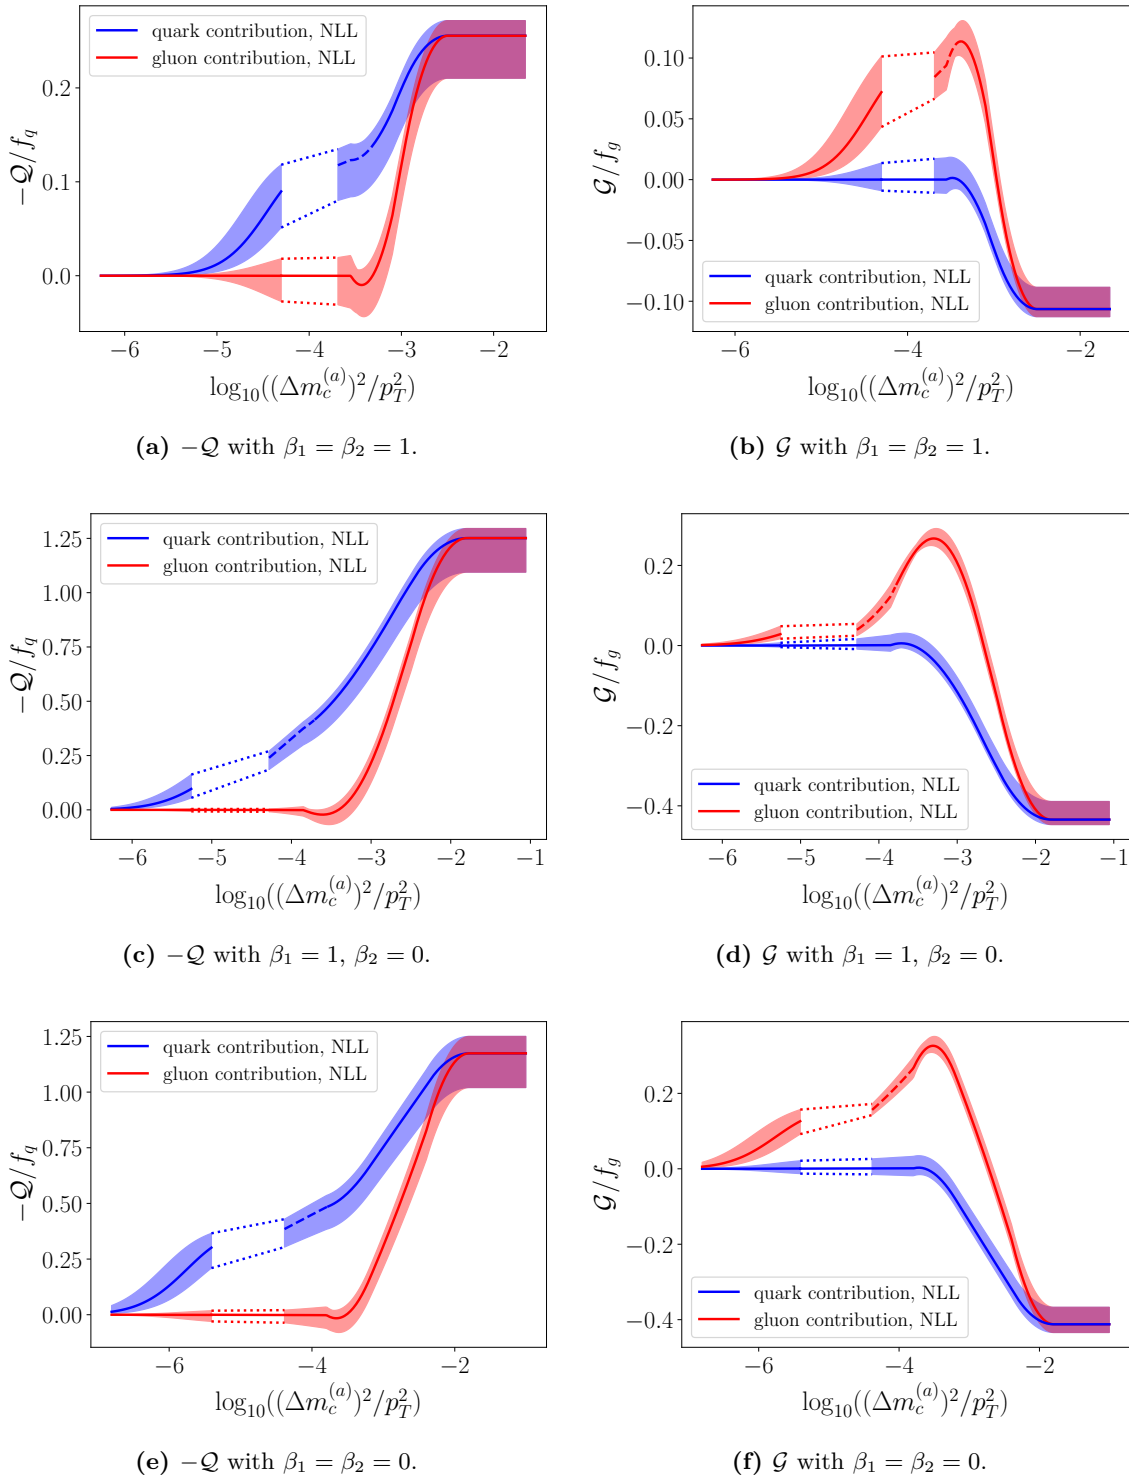 quark contribution, NLL
gluon contribution, NLL
−Q/f_q
0.2
0.1
0.0
−6 −5 −4 −3 −2
log₁₀((Δm_c^(a))²/p_T²)
(a) −Q with β₁ = β₂ = 1.
G/f_g
0.10
0.05
0.00
−0.05
−0.10
quark contribution, NLL
gluon contribution, NLL
−6 −4 −2
log₁₀((Δm_c^(a))²/p_T²)
(b) G with β₁ = β₂ = 1.
quark contribution, NLL
gluon contribution, NLL
−Q/f_q
1.25
1.00
0.75
0.50
0.25
0.00
−6 −5 −4 −3 −2 −1
log₁₀((Δm_c^(a))²/p_T²)
(c) −Q with β₁ = 1, β₂ = 0.
G/f_g
0.2
0.0
−0.2
−0.4
quark contribution, NLL
gluon contribution, NLL
−6 −5 −4 −3 −2 −1
log₁₀((Δm_c^(a))²/p_T²)
(d) G with β₁ = 1, β₂ = 0.
quark contribution, NLL
gluon contribution, NLL
−Q/f_q
1.25
1.00
0.75
0.50
0.25
0.00
−6 −4 −2
log₁₀((Δm_c^(a))²/p_T²)
(e) −Q with β₁ = β₂ = 0.
G/f_g
0.2
0.0
−0.2
−0.4
quark contribution, NLL
gluon contribution, NLL
−6 −4 −2
log₁₀((Δm_c^(a))²/p_T²)
(f) G with β₁ = β₂ = 0.